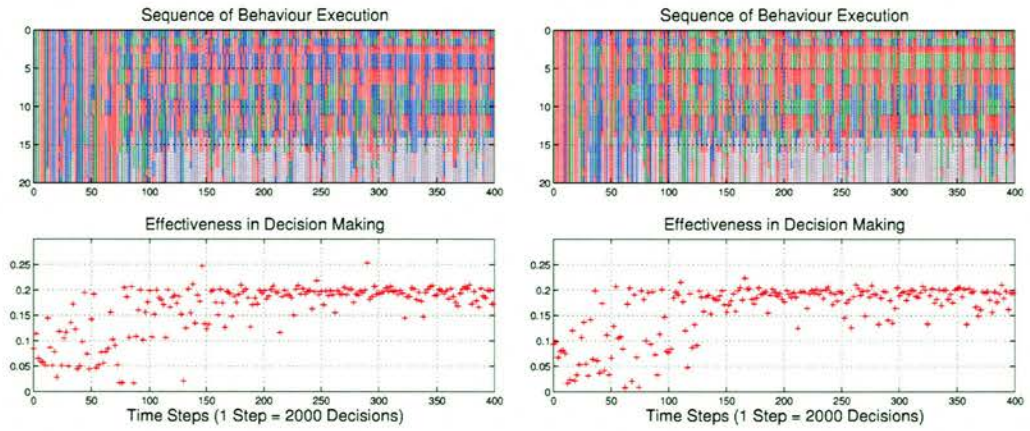 Sequence of Behaviour Execution
0
5
10
15
20
0 50 100 150 200 250 300 350 400
Effectiveness in Decision Making
0.25
0.2
0.15
0.1
0.05
0
0 50 100 150 200 250 300 350 400
Time Steps (1 Step = 2000 Decisions)
Sequence of Behaviour Execution
0
5
10
15
20
0 50 100 150 200 250 300 350 400
Effectiveness in Decision Making
0.25
0.2
0.15
0.1
0.05
0
0 50 100 150 200 250 300 350 400
Time Steps (1 Step = 2000 Decisions)